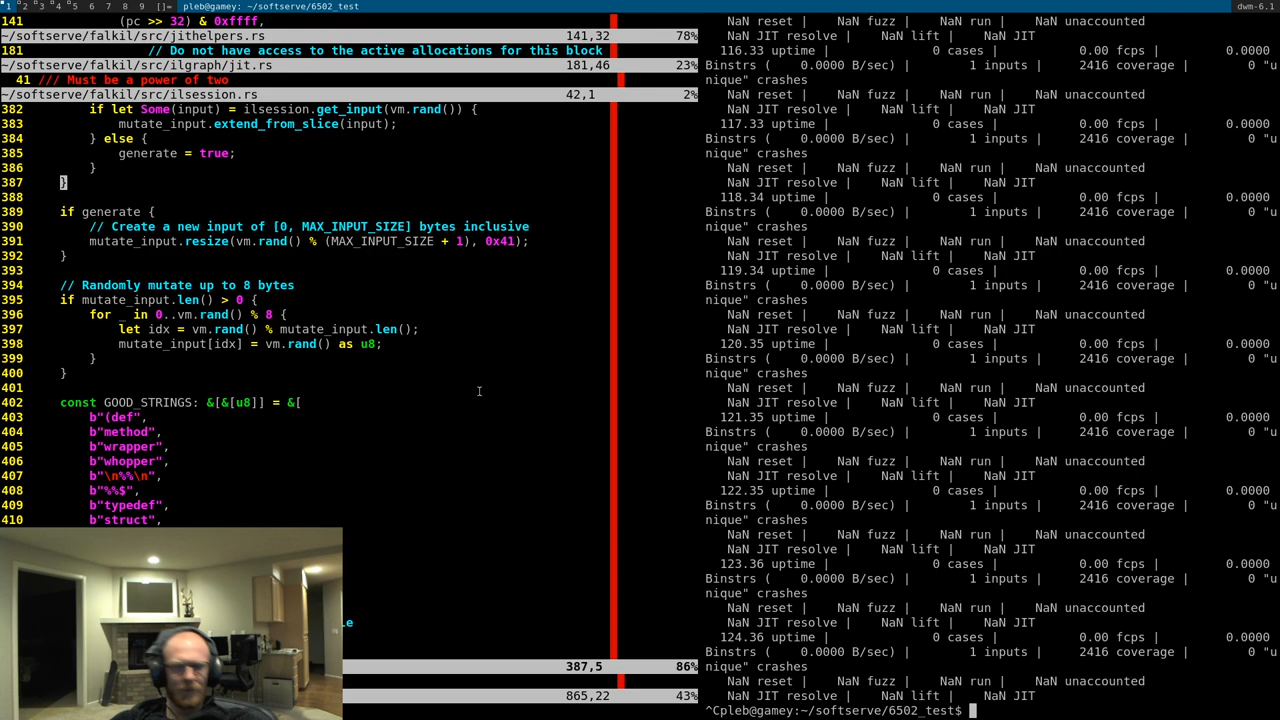 1 2 3 4 5 6 7 8 9 []= pleb@gamey: ~/softserve/6502_test dwm-6.1
141 (pc >> 32) & 0xffff,
~/softserve/falkil/src/jithelpers.rs 141,32 78%
181 // Do not have access to the active allocations for this block
~/softserve/falkil/src/ilgraph/jit.rs 181,46 23%
41 /// Must be a power of two
~/softserve/falkil/src/ilsession.rs 42,1 2%
382 if let Some(input) = ilsession.get_input(vm.rand()) {
383 mutate_input.extend_from_slice(input);
384 } else {
385 generate = true;
386 }
387 }
388
389 if generate {
390 // Create a new input of [0, MAX_INPUT_SIZE] bytes inclusive
391 mutate_input.resize(vm.rand() % (MAX_INPUT_SIZE + 1), 0x41);
392 }
393
394 // Randomly mutate up to 8 bytes
395 if mutate_input.len() > 0 {
396 for _ in 0..vm.rand() % 8 {
397 let idx = vm.rand() % mutate_input.len();
398 mutate_input[idx] = vm.rand() as u8;
399 }
400 }
401
402 const GOOD_STRINGS: &[&[u8]] = &[
403 b"(def",
404 b"method",
405 b"wrapper",
406 b"whopper",
407 b"\n%%\n",
408 b"%%$",
409 b"typedef",
410 b"struct",
le
387,5 86%
865,22 43%
NaN reset | NaN fuzz | NaN run | NaN unaccounted
NaN JIT resolve | NaN lift | NaN JIT
116.33 uptime | 0 cases | 0.00 fcps | 0.0000
Binstrs ( 0.0000 B/sec) | 1 inputs | 2416 coverage | 0 "u
nique" crashes
NaN reset | NaN fuzz | NaN run | NaN unaccounted
NaN JIT resolve | NaN lift | NaN JIT
117.33 uptime | 0 cases | 0.00 fcps | 0.0000
Binstrs ( 0.0000 B/sec) | 1 inputs | 2416 coverage | 0 "u
nique" crashes
NaN reset | NaN fuzz | NaN run | NaN unaccounted
NaN JIT resolve | NaN lift | NaN JIT
118.34 uptime | 0 cases | 0.00 fcps | 0.0000
Binstrs ( 0.0000 B/sec) | 1 inputs | 2416 coverage | 0 "u
nique" crashes
NaN reset | NaN fuzz | NaN run | NaN unaccounted
NaN JIT resolve | NaN lift | NaN JIT
119.34 uptime | 0 cases | 0.00 fcps | 0.0000
Binstrs ( 0.0000 B/sec) | 1 inputs | 2416 coverage | 0 "u
nique" crashes
NaN reset | NaN fuzz | NaN run | NaN unaccounted
NaN JIT resolve | NaN lift | NaN JIT
120.35 uptime | 0 cases | 0.00 fcps | 0.0000
Binstrs ( 0.0000 B/sec) | 1 inputs | 2416 coverage | 0 "u
nique" crashes
NaN reset | NaN fuzz | NaN run | NaN unaccounted
NaN JIT resolve | NaN lift | NaN JIT
121.35 uptime | 0 cases | 0.00 fcps | 0.0000
Binstrs ( 0.0000 B/sec) | 1 inputs | 2416 coverage | 0 "u
nique" crashes
NaN reset | NaN fuzz | NaN run | NaN unaccounted
NaN JIT resolve | NaN lift | NaN JIT
122.35 uptime | 0 cases | 0.00 fcps | 0.0000
Binstrs ( 0.0000 B/sec) | 1 inputs | 2416 coverage | 0 "u
nique" crashes
NaN reset | NaN fuzz | NaN run | NaN unaccounted
NaN JIT resolve | NaN lift | NaN JIT
123.36 uptime | 0 cases | 0.00 fcps | 0.0000
Binstrs ( 0.0000 B/sec) | 1 inputs | 2416 coverage | 0 "u
nique" crashes
NaN reset | NaN fuzz | NaN run | NaN unaccounted
NaN JIT resolve | NaN lift | NaN JIT
124.36 uptime | 0 cases | 0.00 fcps | 0.0000
Binstrs ( 0.0000 B/sec) | 1 inputs | 2416 coverage | 0 "u
nique" crashes
NaN reset | NaN fuzz | NaN run | NaN unaccounted
NaN JIT resolve | NaN lift | NaN JIT
^Cpleb@gamey:~/softserve/6502_test$